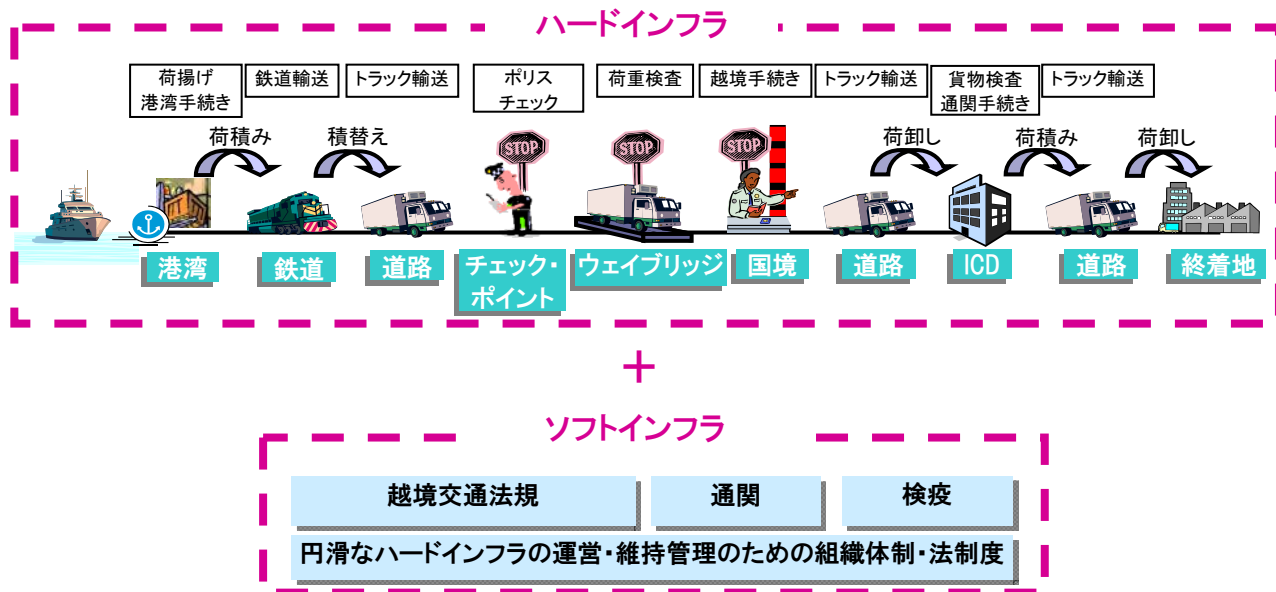 ハードインフラ
荷揚げ
港湾手続き
鉄道輸送
トラック輸送
ポリス
チェック
荷重検査
越境手続き
トラック輸送
貨物検査
通関手続き
トラック輸送
荷積み
積替え
荷卸し
荷積み
荷卸し
STOP
STOP
STOP
港湾
鉄道
道路
チェック・
ポイント
ウェイブリッジ
国境
道路
ICD
道路
終着地
+
ソフトインフラ
越境交通法規
通関
検疫
円滑なハードインフラの運営・維持管理のための組織体制・法制度